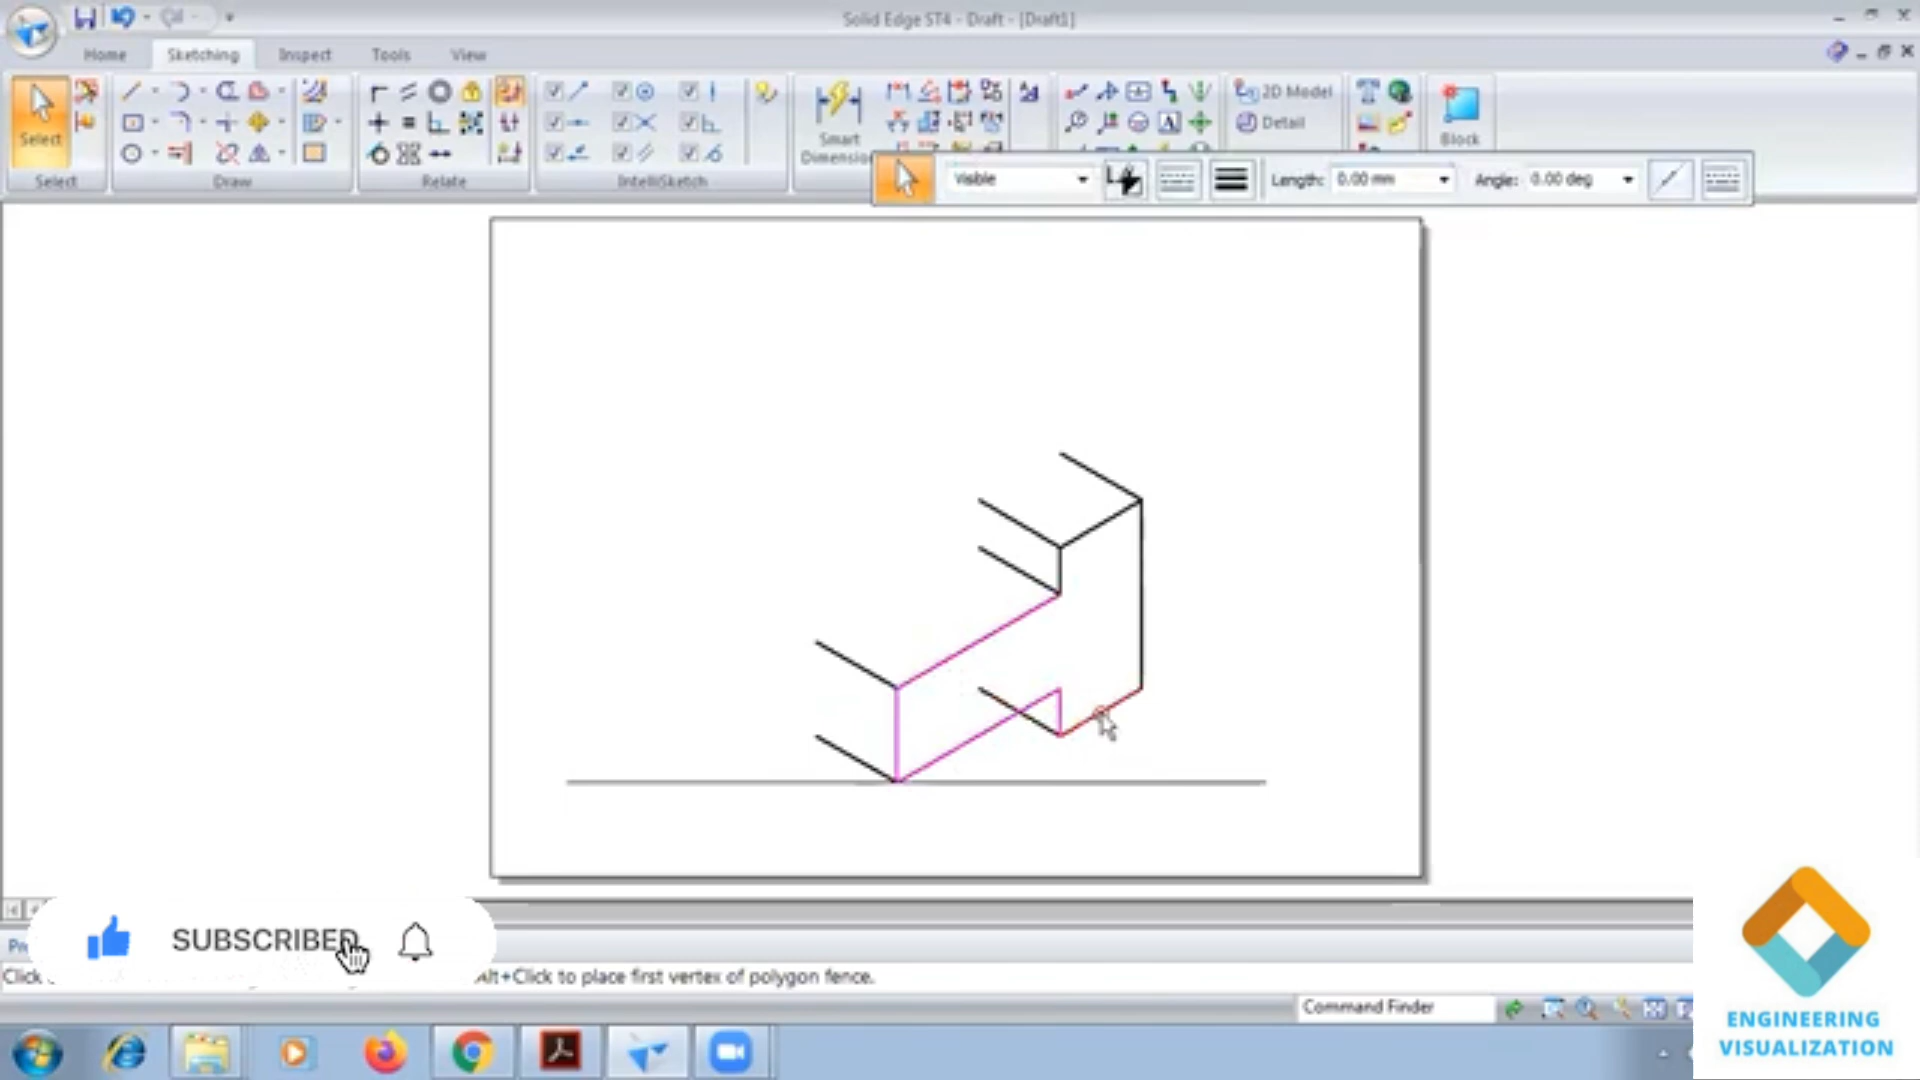 Solid Edge ST4 - Draft - [Draft1]
Home Sketching Inspect Tools View
Select
Smart
Dimension
2D Model
Detail
Block
Select Draw Relate IntelliSketch
Visible Length: 0.00 mm Angle: 0.00 deg
SUBSCRIBED
Click
Alt+Click to place first vertex of polygon fence.
Command Finder
ENGINEERING
VISUALIZATION